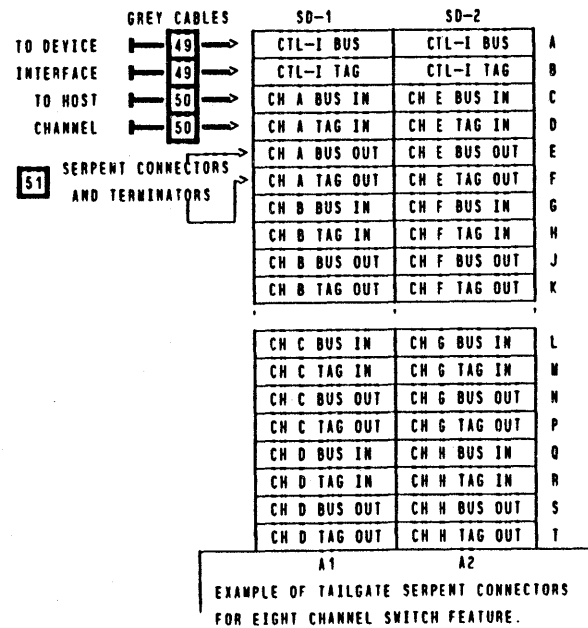 GREY CABLES SD-1 SD-2
TO DEVICE 49 CTL-I BUS CTL-I BUS A
INTERFACE 49 CTL-I TAG CTL-I TAG B
TO HOST 50 CH A BUS IN CH E BUS IN C
CHANNEL 50 CH A TAG IN CH E TAG IN D
CH A BUS OUT CH E BUS OUT E
51 SERPENT CONNECTORS
AND TERMINATORS
CH A TAG OUT CH E TAG OUT F
CH B BUS IN CH F BUS IN G
CH B TAG IN CH F TAG IN H
CH B BUS OUT CH F BUS OUT J
CH B TAG OUT CH F TAG OUT K
CH C BUS IN CH G BUS IN L
CH C TAG IN CH G TAG IN M
CH C BUS OUT CH G BUS OUT N
CH C TAG OUT CH G TAG OUT P
CH D BUS IN CH H BUS IN Q
CH D TAG IN CH H TAG IN R
CH D BUS OUT CH H BUS OUT S
CH D TAG OUT CH H TAG OUT T
A1 A2
EXAMPLE OF TAILGATE SERPENT CONNECTORS
FOR EIGHT CHANNEL SWITCH FEATURE.